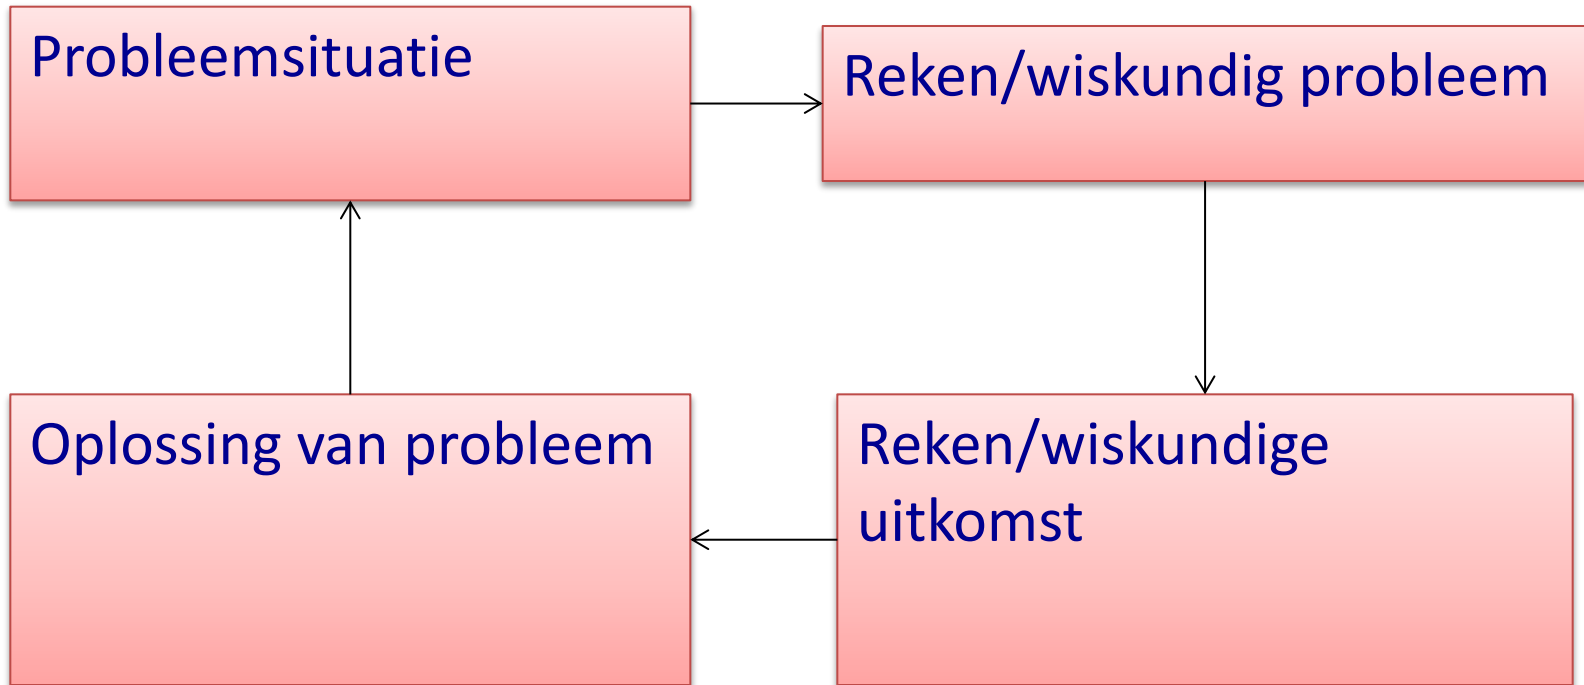 Probleemsituatie
Reken/wiskundig probleem
Oplossing van probleem
Reken/wiskundige
uitkomst